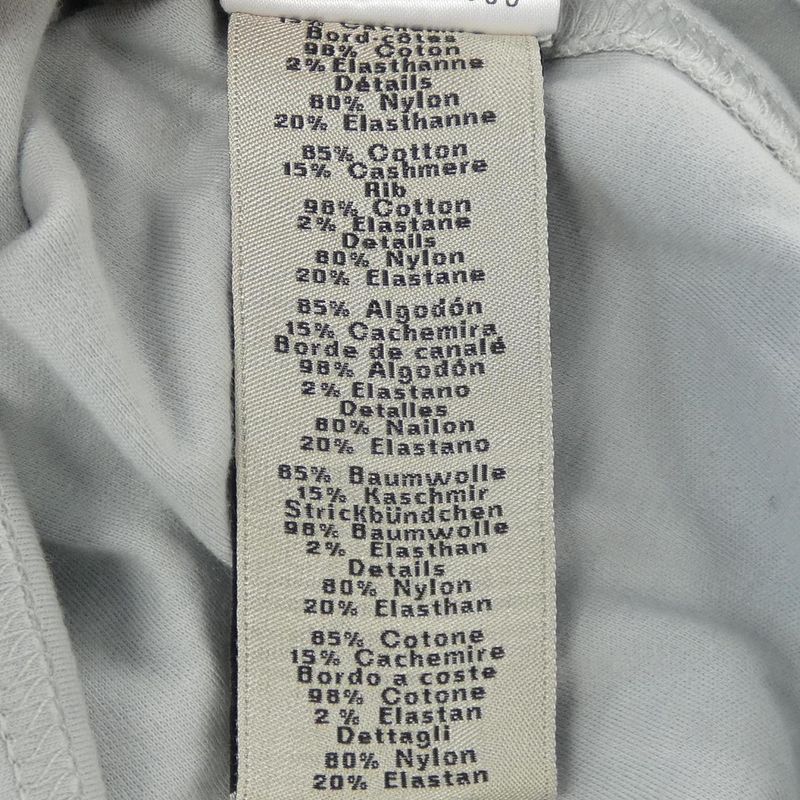 Bord-côtes
98% Coton
2% Elasthanne
Détails
80% Nylon
20% Elasthanne
85% Cotton
15% Cashmere
Rib
98% Cotton
2% Elastane
Details
80% Nylon
20% Elastane
85% Algodón
15% Cachemira
Borde de canalé
98% Algodón
2% Elastano
Detalles
80% Nailon
20% Elastano
85% Baumwolle
15% Kaschmir
Strickbündchen
98% Baumwolle
2% Elasthan
Details
80% Nylon
20% Elasthan
85% Cotone
15% Cachemire
Bordo a coste
98% Cotone
2% Elastan
Dettagli
80% Nylon
20% Elastan